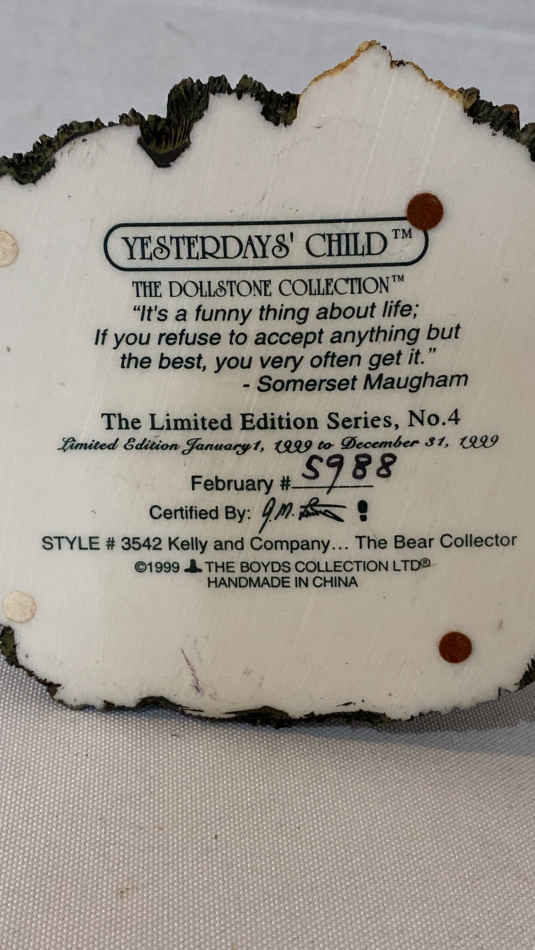 YESTERDAYS' CHILD™
THE DOLLSTONE COLLECTION™
“It's a funny thing about life;
If you refuse to accept anything but
the best, you very often get it.”
- Somerset Maugham
The Limited Edition Series, No.4
Limited Edition January 1, 1999 to December 31, 1999
February # 5988
Certified By: J.M.
STYLE # 3542 Kelly and Company... The Bear Collector
©1999 THE BOYDS COLLECTION LTD®
HANDMADE IN CHINA